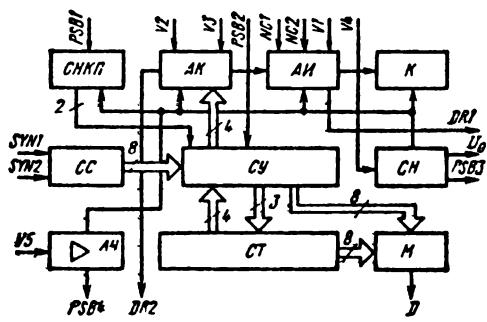 PSB1 V2 V3 PSB2 NC1 NC2 V1 V4
СНКП АК АИ К
2 4 DR1
SYN1 8 U0
SYN2 СС СУ СН PSB3
4 3 8
V5 АЧ СТ 8 М
PSB4 DR2 D